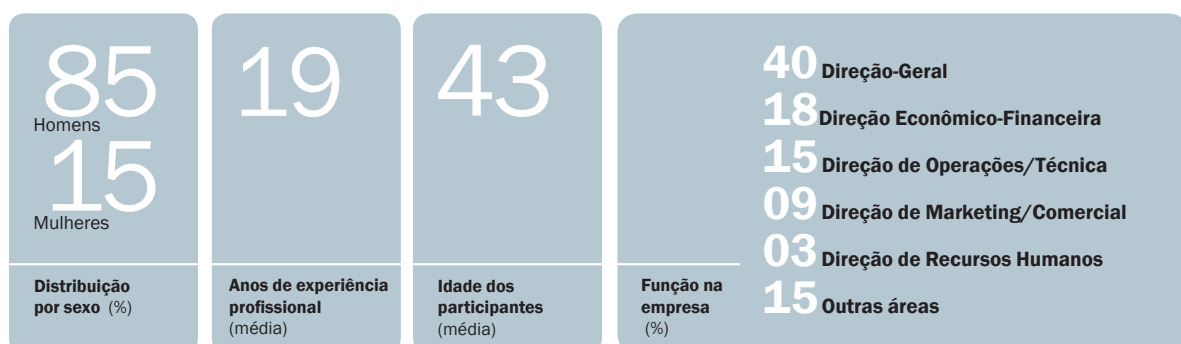 85
Homens
15
Mulheres
Distribuição
por sexo (%)
19
Anos de experiência
profissional
(média)
43
Idade dos
participantes
(média)
Função na
empresa
(%)
40 Direção-Geral
18 Direção Econômico-Financeira
15 Direção de Operações/Técnica
09 Direção de Marketing/Comercial
03 Direção de Recursos Humanos
15 Outras áreas